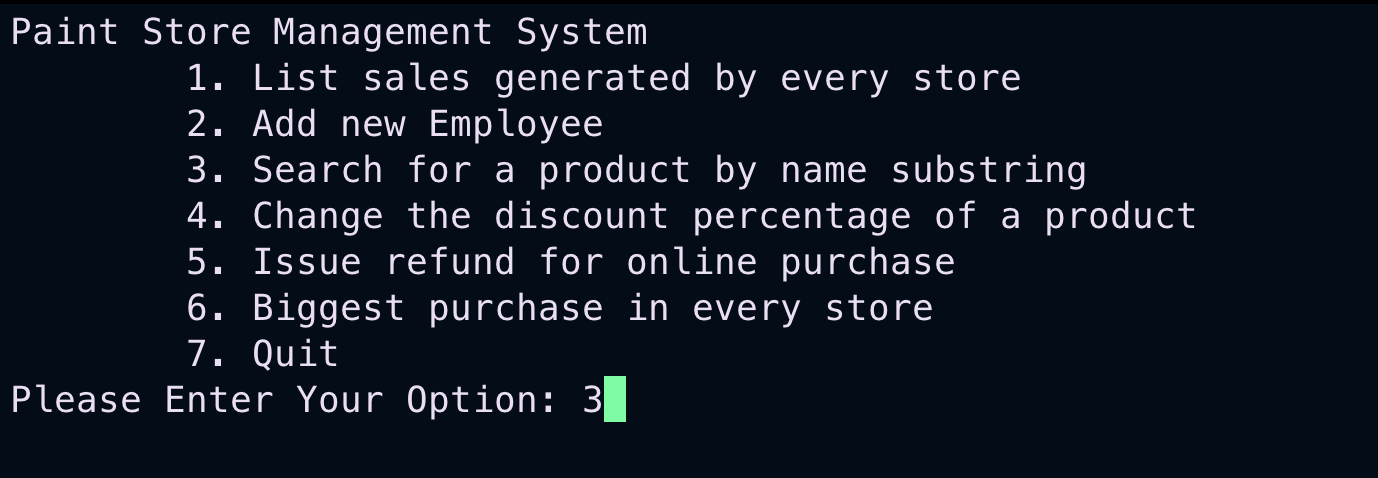 Paint Store Management System
1. List sales generated by every store
2. Add new Employee
3. Search for a product by name substring
4. Change the discount percentage of a product
5. Issue refund for online purchase
6. Biggest purchase in every store
7. Quit
Please Enter Your Option: 3